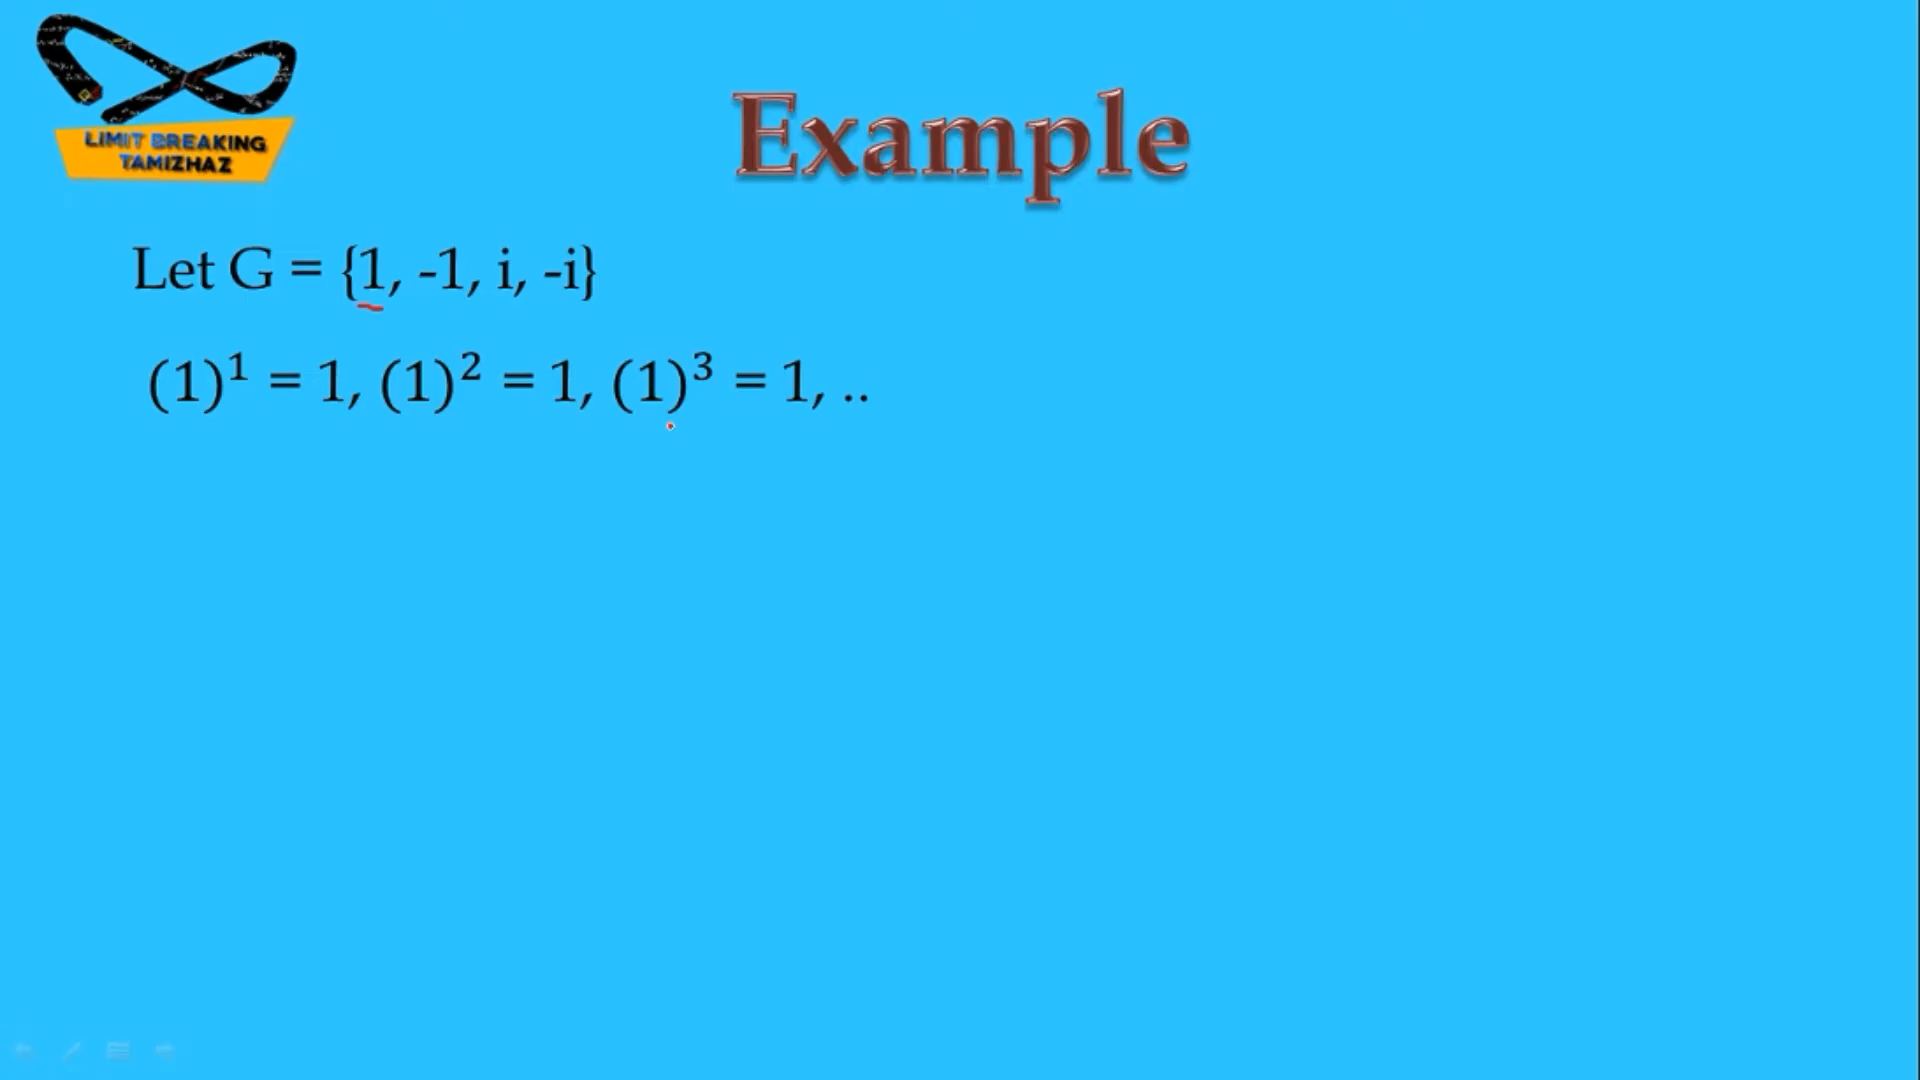 LIMIT BREAKING
TAMIZHAZ
Example
Let G = {1, -1, i, -i}
(1)¹ = 1, (1)² = 1, (1)³ = 1, ..